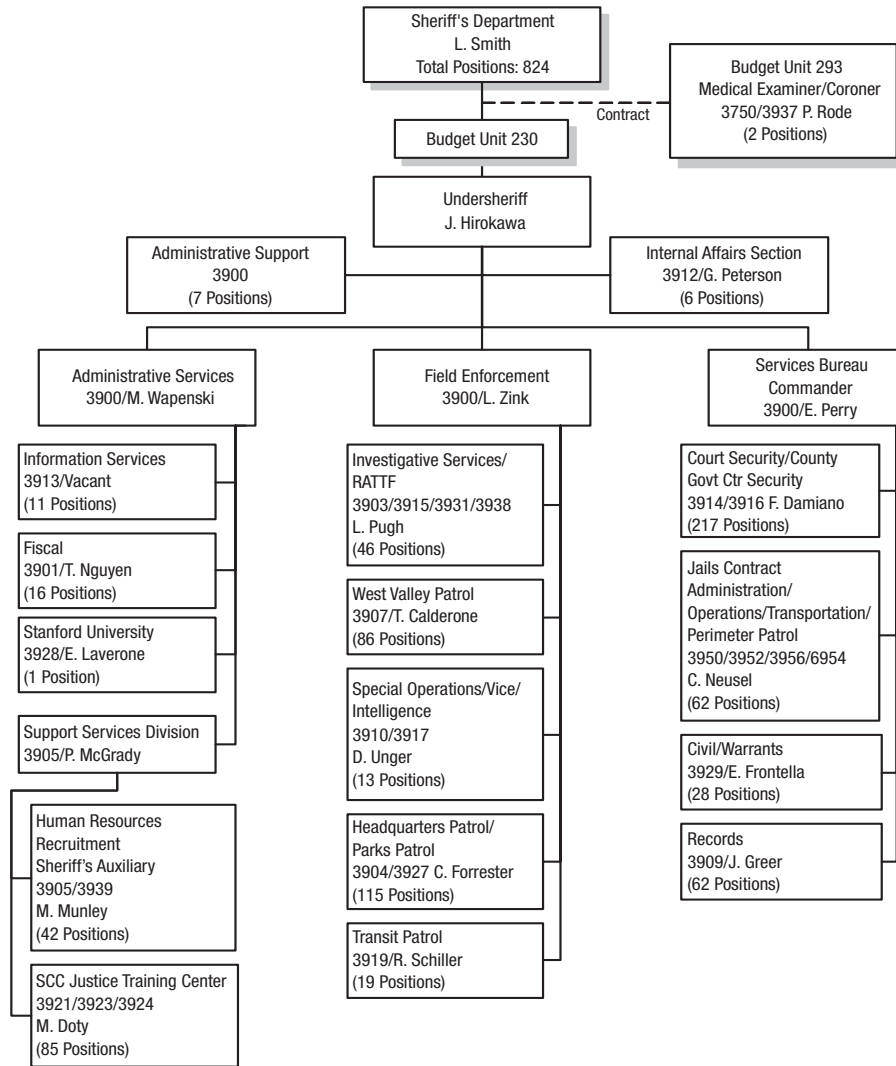 Sheriff's Department
L. Smith
Total Positions: 824
Budget Unit 293
Medical Examiner/Coroner
3750/3937 P. Rode
(2 Positions)
Contract
Budget Unit 230
Undersheriff
J. Hirokawa
Administrative Support
3900
(7 Positions)
Internal Affairs Section
3912/G. Peterson
(6 Positions)
Administrative Services
3900/M. Wapenski
Information Services
3913/Vacant
(11 Positions)
Fiscal
3901/T. Nguyen
(16 Positions)
Stanford University
3928/E. Laverone
(1 Position)
Support Services Division
3905/P. McGrady
Human Resources
Recruitment
Sheriff's Auxiliary
3905/3939
M. Munley
(42 Positions)
SCC Justice Training Center
3921/3923/3924
M. Doty
(85 Positions)
Field Enforcement
3900/L. Zink
Investigative Services/
RATTF
3903/3915/3931/3938
L. Pugh
(46 Positions)
West Valley Patrol
3907/T. Calderone
(86 Positions)
Special Operations/Vice/
Intelligence
3910/3917
D. Unger
(13 Positions)
Headquarters Patrol/
Parks Patrol
3904/3927 C. Forrester
(115 Positions)
Transit Patrol
3919/R. Schiller
(19 Positions)
Services Bureau
Commander
3900/E. Perry
Court Security/County
Govt Ctr Security
3914/3916 F. Damiano
(217 Positions)
Jails Contract
Administration/
Operations/Transportation/
Perimeter Patrol
3950/3952/3956/6954
C. Neusel
(62 Positions)
Civil/Warrants
3929/E. Frontella
(28 Positions)
Records
3909/J. Greer
(62 Positions)